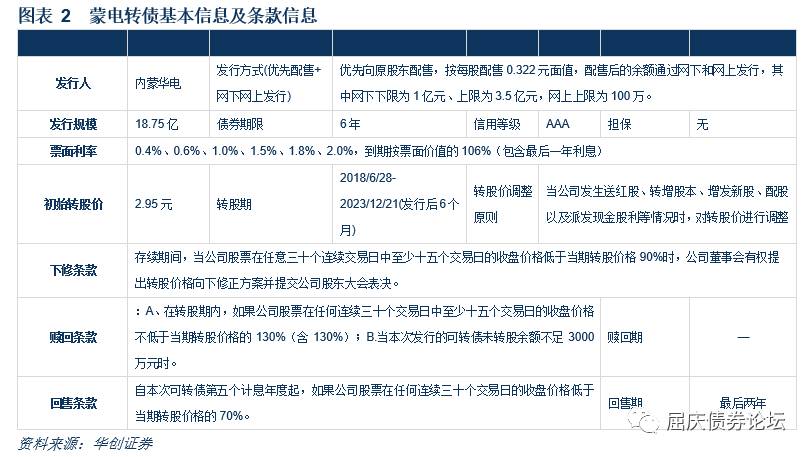 图表 2 蒙电转债基本信息及条款信息
发行人 内蒙华电 发行方式(优先配售+ 优先向原股东配售，按每股配售 0.322 元面值，配售后的余额通过网下和网上发行，其
网下网上发行) 中网下下限为 1 亿元、上限为 3.5 亿元，网上上限为 100 万。
发行规模 18.75 亿 债券期限 6 年 信用等级 AAA 担保 无
票面利率 0.4%、0.6%、1.0%、1.5%、1.8%、2.0%，到期按票面价值的 106%（包含最后一年利息）
初始转股价 2.95 元 转股期 2018/6/28-
2023/12/21(发行后 6 个
月)
转股价调整
原则
当公司发生送红股、转增股本、增发新股、配股
以及派发现金股利等情况时，对转股价进行调整
下修条款 存续期间，当公司股票在任意三十个连续交易日中至少十五个交易日的收盘价格低于当期转股价格 90%时，公司董事会有权提
出转股价格向下修正方案并提交公司股东大会表决。
赎回条款 ：A、在转股期内，如果公司股票在任何连续三十个交易日中至少十五个交易日的收盘价格
不低于当期转股价格的 130%（含 130%）；B.当本次发行的可转债未转股余额不足 3000
万元时。
赎回期 —
回售条款 自本次可转债第五个计息年度起，如果公司股票在任何连续三十个交易日的收盘价格低于
当期转股价格的 70%。
回售期 最后两年
屈庆债券论坛
资料来源：华创证券